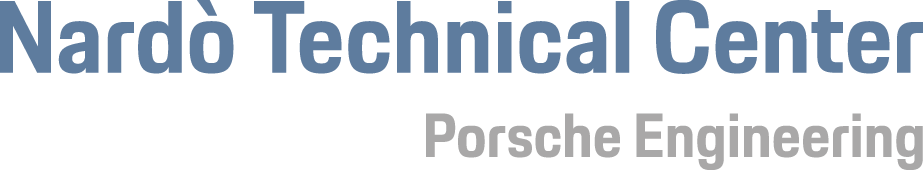 Nardò Technical Center
Porsche Engineering